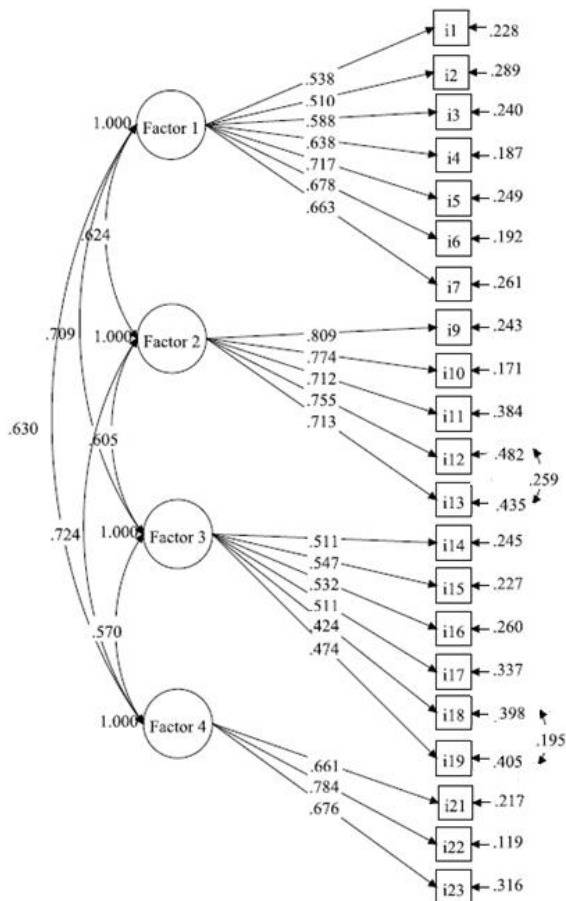 i1 .228
.538
i2 .289
.510
i3 .240
.588
1.000 Factor 1
.638
i4 .187
.717
i5 .249
.678
i6 .192
.663
.624
i7 .261
i9 .243
.709
1.000 Factor 2
.809
.774
i10 .171
.712
i11 .384
.755
.713
.630
.605
i12 .482
.259
i13 .435
1.000 Factor 3
.724
.511
i14 .245
.547
i15 .227
.532
i16 .260
.511
.424
.570
i17 .337
.474
i18 .398
1.000 Factor 4
.195
i19 .405
.661
i21 .217
.784
.676
i22 .119
i23 .316